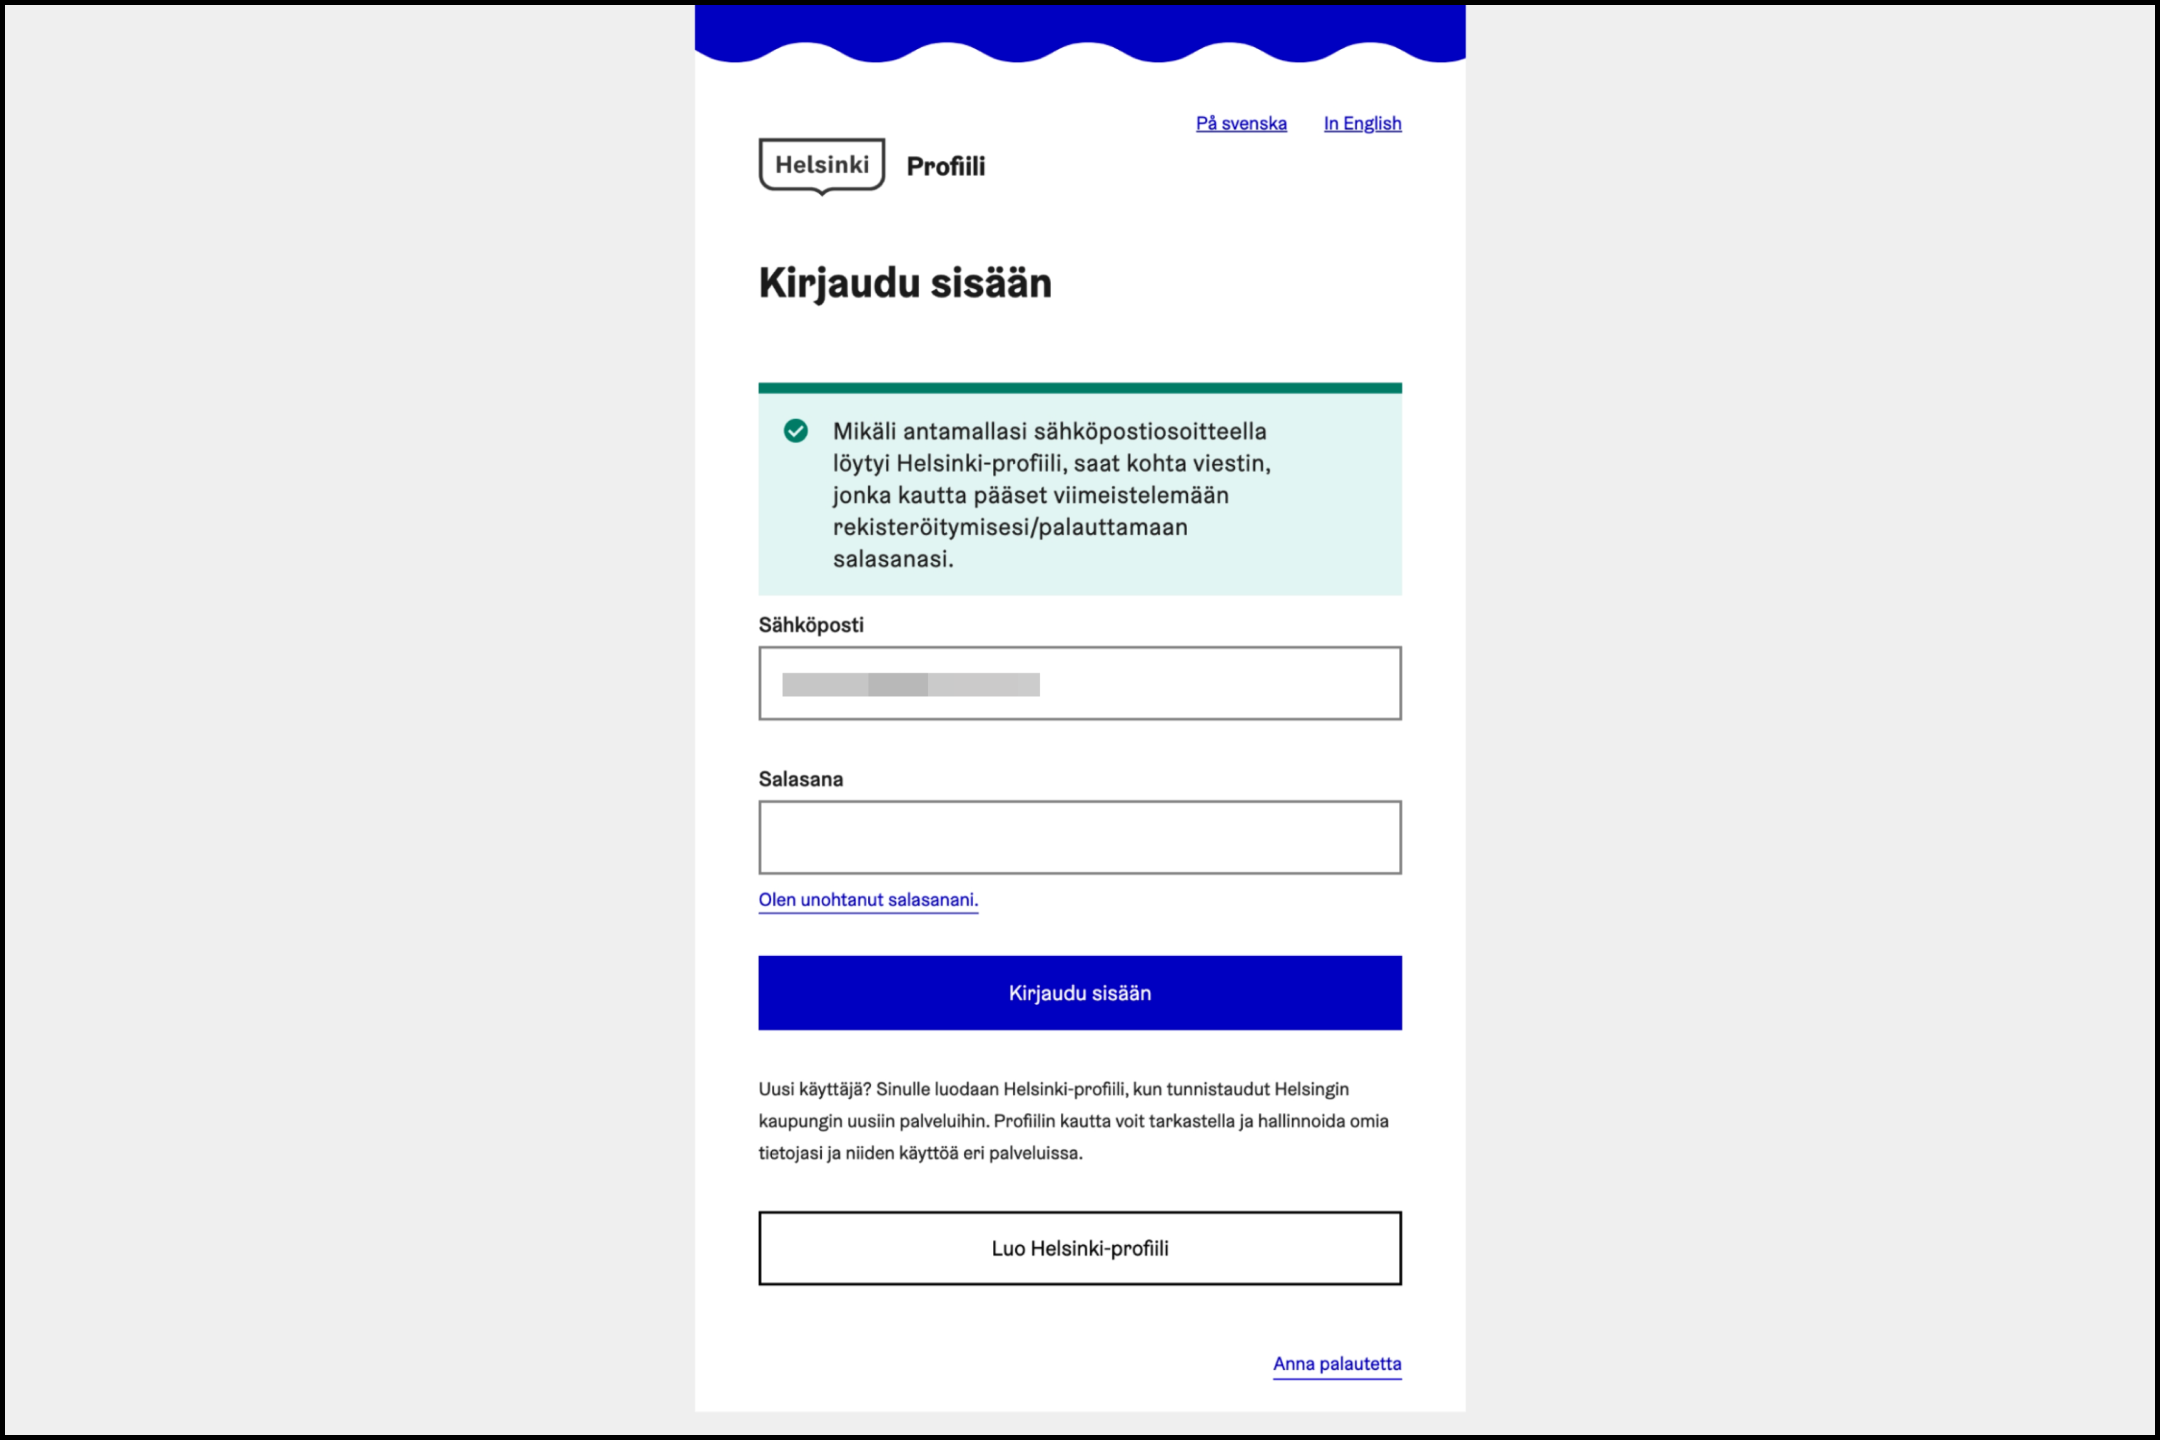 På svenska In English
Helsinki Profiili
Kirjaudu sisään
Mikäli antamallasi sähköpostiosoitteella
löytyi Helsinki-profiili, saat kohta viestin,
jonka kautta pääset viimeistelemään
rekisteröitymisesi/palauttamaan
salasanasi.
Sähköposti
Salasana
Olen unohtanut salasanani.
Kirjaudu sisään
Uusi käyttäjä? Sinulle luodaan Helsinki-profiili, kun tunnistaudut Helsingin
kaupungin uusiin palveluihin. Profiilin kautta voit tarkastella ja hallinnoida omia
tietojasi ja niiden käyttöä eri palveluissa.
Luo Helsinki-profiili
Anna palautetta